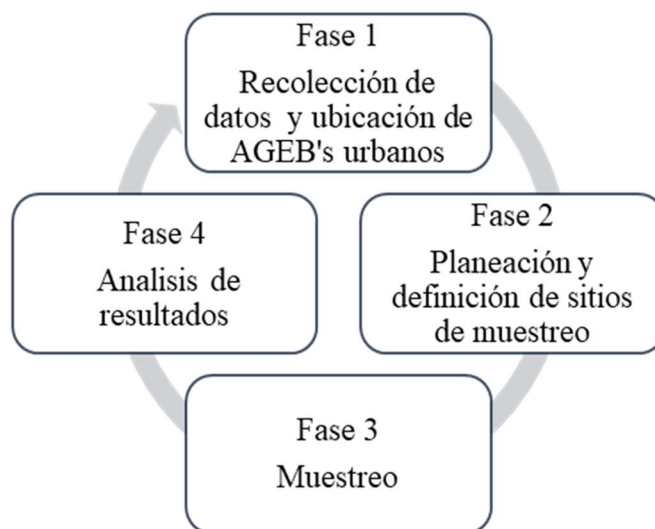 Fase 1
Recolección de
datos y ubicación de
AGEB's urbanos
Fase 2
Planeación y
definición de sitios
de muestreo
Fase 3
Muestreo
Fase 4
Analisis de
resultados